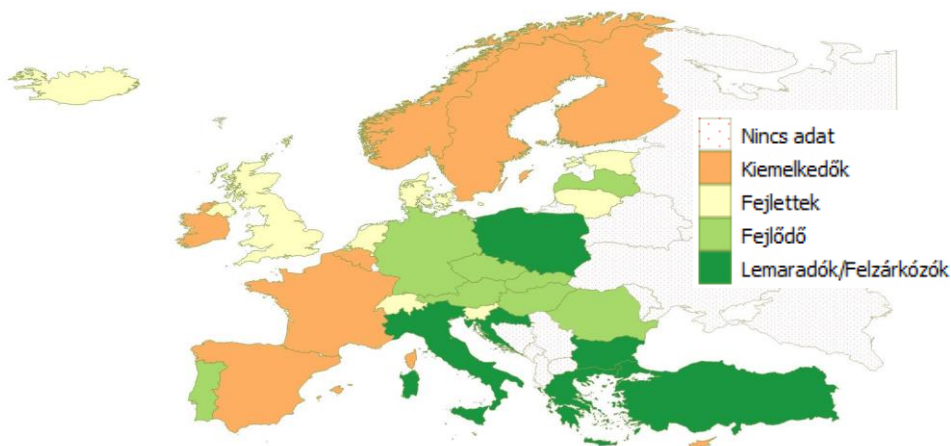 Nincs adat
Kiemelkedők
Fejlettek
Fejlődő
Lemaradók/Felzárkózók